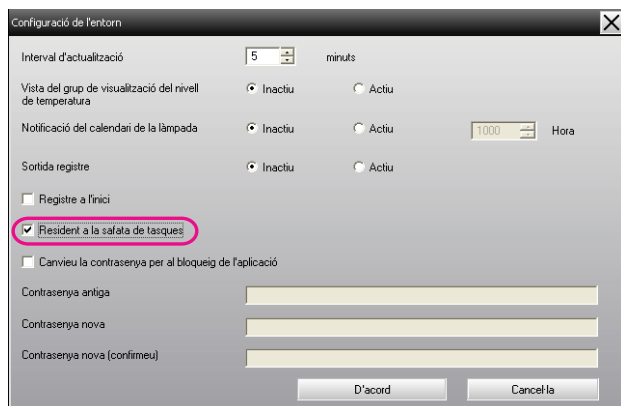 Configuració de l'entorn
Interval d'actualització 5 minuts
Vista del grup de visualització del nivell
de temperatura
Inactiu Actiu
Notificació del calendari de la làmpada Inactiu Actiu 1000 Hora
Sortida registre Inactiu Actiu
Registre a l'inici
Resident a la safata de tasques
Canvieu la contrasenya per al bloqueig de l'aplicació
Contrasenya antiga
Contrasenya nova
Contrasenya nova (confirmeu)
D'acord Cancel·la